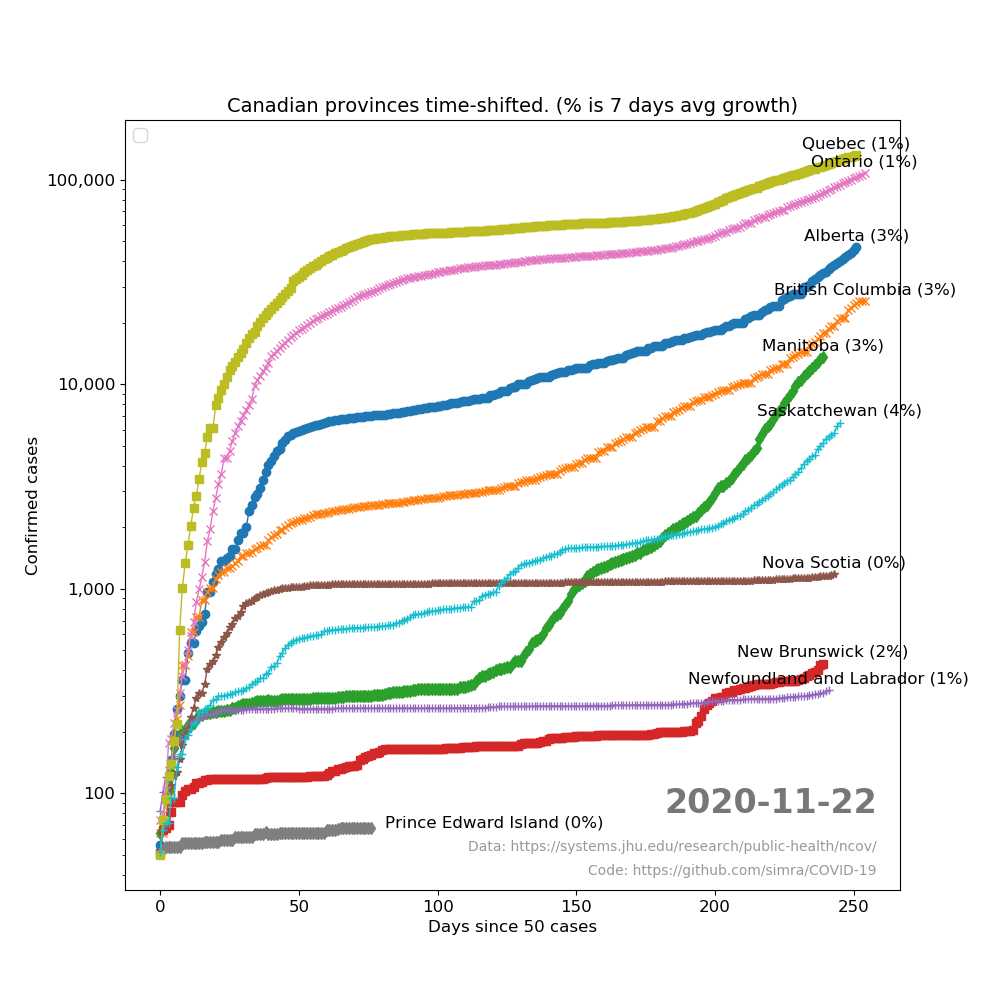 Canadian provinces time-shifted. (% is 7 days avg growth)
Quebec (1%)
Ontario (1%)
100,000
Alberta (3%)
British Columbia (3%)
Manitoba (3%)
10,000
Saskatchewan (4%)
Confirmed cases
Nova Scotia (0%)
1,000
New Brunswick (2%)
Newfoundland and Labrador (1%)
100
2020-11-22
Prince Edward Island (0%)
Data: https://systems.jhu.edu/research/public-health/ncov/
Code: https://github.com/simra/COVID-19
0 50 100 150 200 250
Days since 50 cases